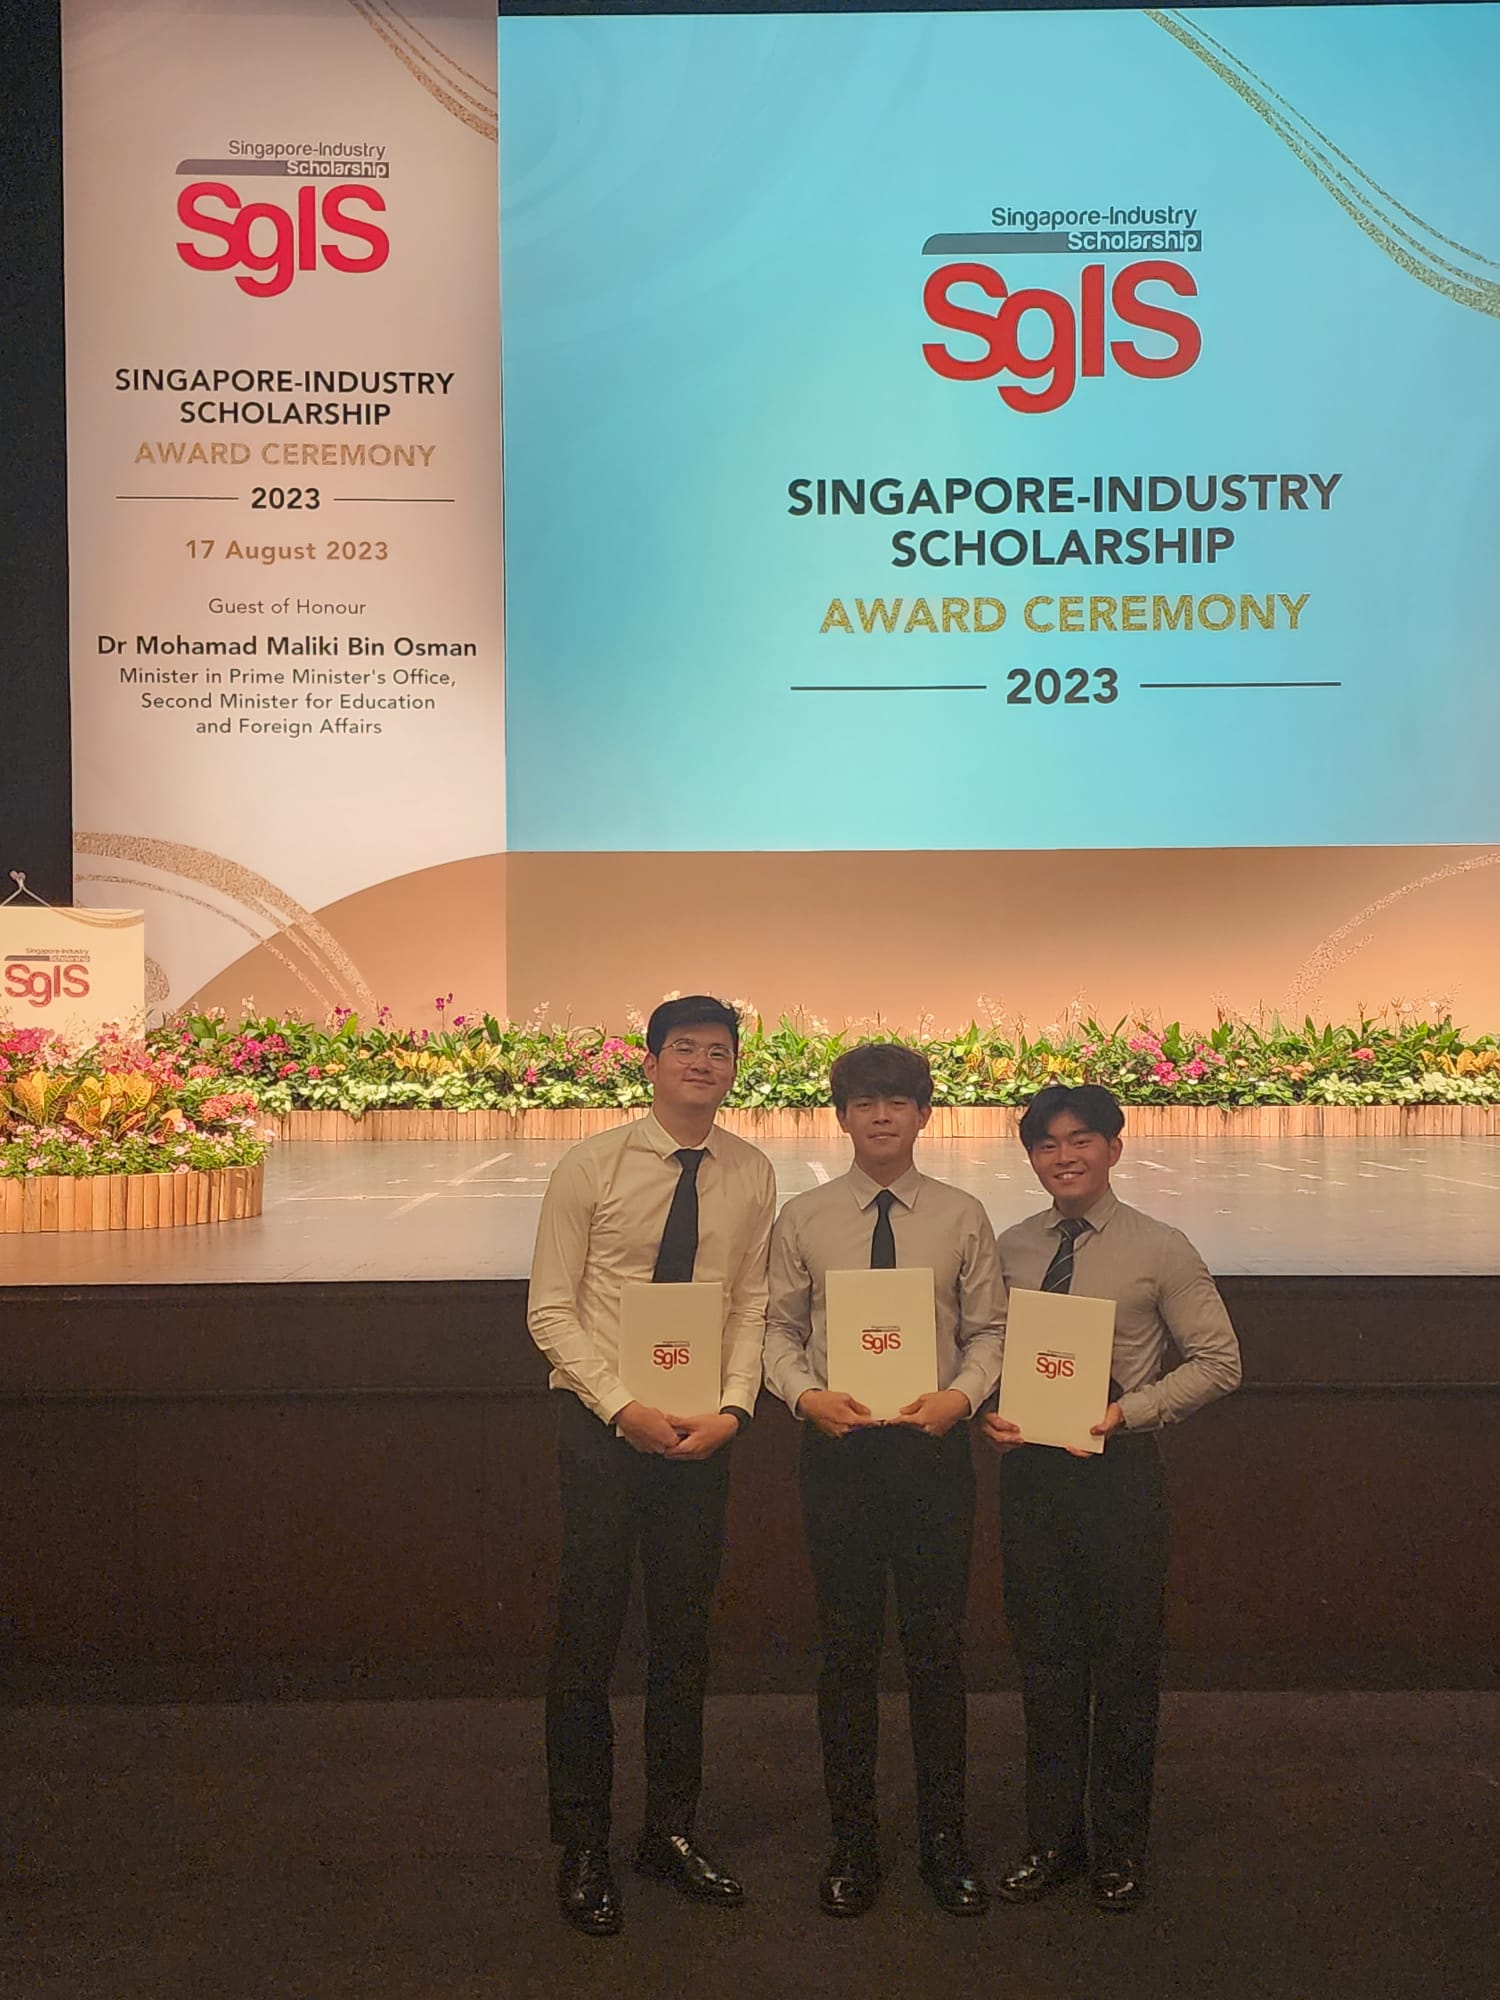 Singapore-Industry
Scholarship
SgIS
SINGAPORE-INDUSTRY
SCHOLARSHIP
AWARD CEREMONY
2023
17 August 2023
Guest of Honour
Dr Mohamad Maliki Bin Osman
Minister in Prime Minister's Office,
Second Minister for Education
and Foreign Affairs
Singapore-Industry
Scholarship
SgIS
SINGAPORE-INDUSTRY
SCHOLARSHIP
AWARD CEREMONY
2023
Singapore-Industry
Scholarship
SgIS
SgIS
SgIS
SgIS